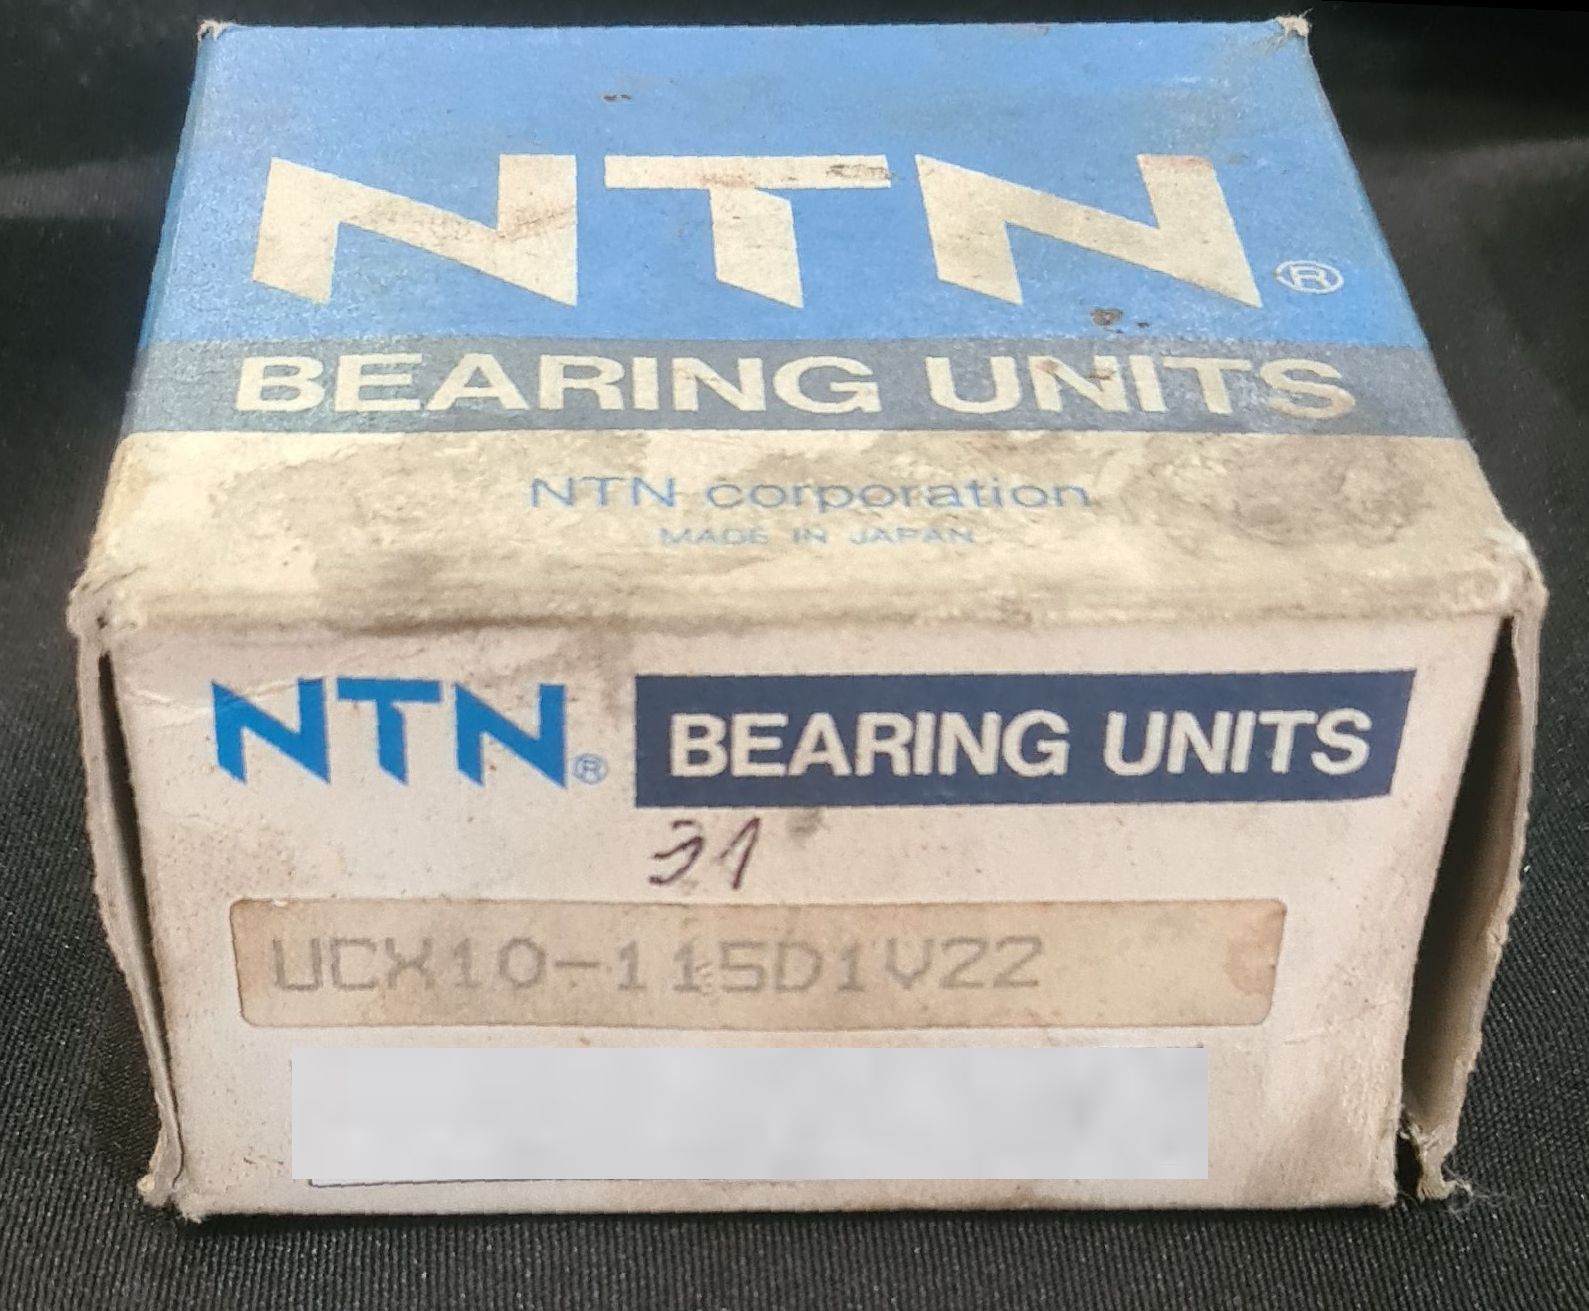 NTN®
BEARING UNITS
NTN corporation
MADE IN JAPAN
NTN® BEARING UNITS
31
UCX10-115D1V22